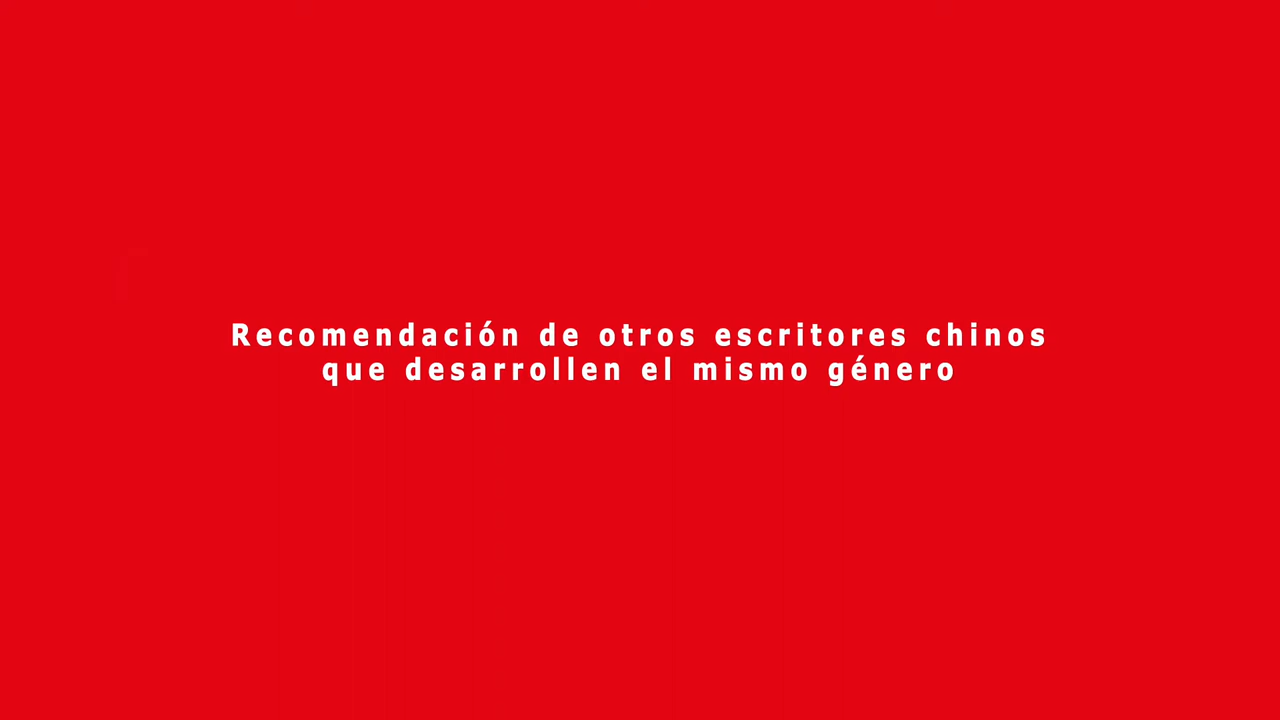 Recomendación de otros escritores chinos
que desarrollen el mismo género